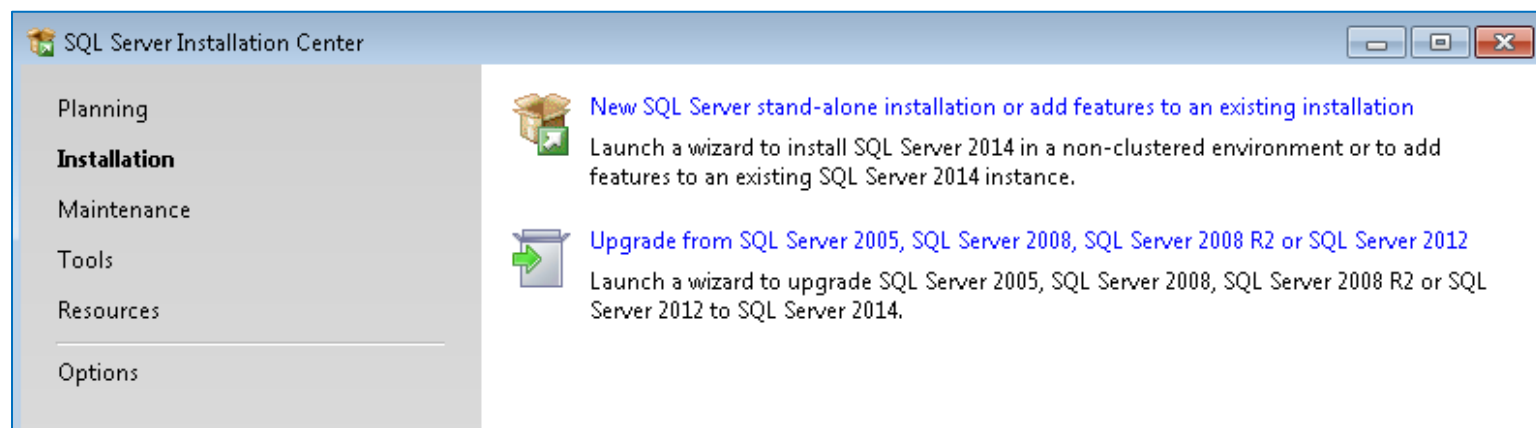 SQL Server Installation Center
Planning
Installation
Maintenance
Tools
Resources
Options
New SQL Server stand-alone installation or add features to an existing installation
Launch a wizard to install SQL Server 2014 in a non-clustered environment or to add
features to an existing SQL Server 2014 instance.
Upgrade from SQL Server 2005, SQL Server 2008, SQL Server 2008 R2 or SQL Server 2012
Launch a wizard to upgrade SQL Server 2005, SQL Server 2008, SQL Server 2008 R2 or SQL
Server 2012 to SQL Server 2014.